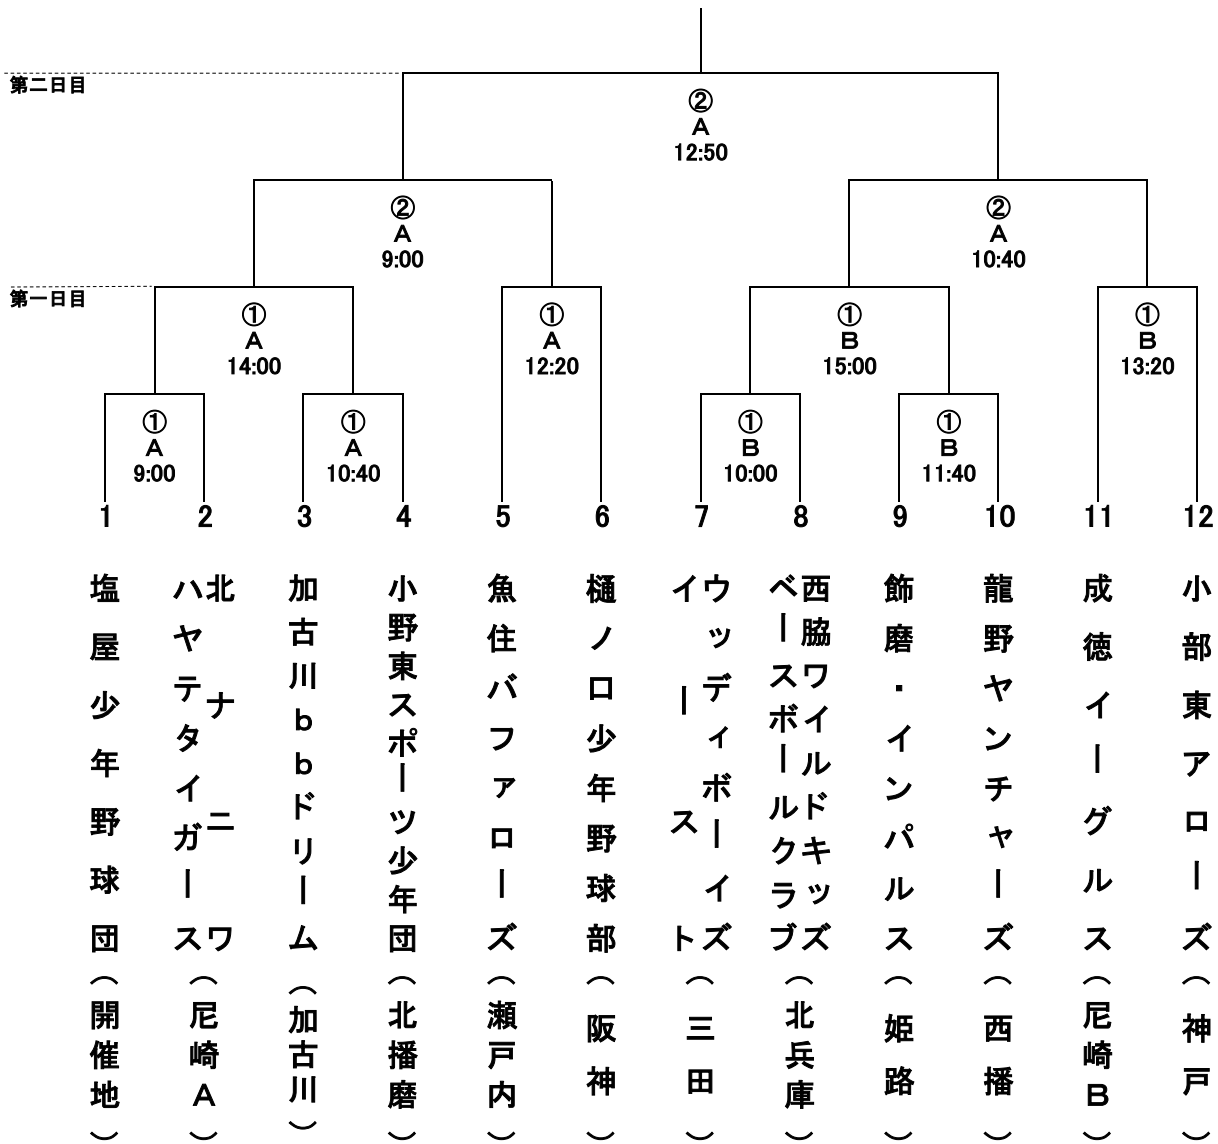 ②
A
12:50
第二日目
②
A
9:00
②
A
10:40
第一日目
①
A
14:00
①
A
12:20
①
B
15:00
①
B
13:20
①
A
9:00
①
A
10:40
①
B
10:00
①
B
11:40
1
2
3
4
5
6
7
8
9
10
11
12
塩屋少年野球団(開催地)
北ナニワ
ハヤテタイガース
(尼崎A)
加古川bbドリーム(加古川)
小野東スポーツ少年団(北播磨)
魚住バファローズ(瀬戸内)
樋ノ口少年野球部(阪神)
ウッディボーイズ
イースト
(三田)
西脇ワイルドキッズ
ベースボールクラブ
(北兵庫)
飾磨・インパルス(姫路)
龍野ヤンチャーズ(西播)
成徳イーグルス(尼崎B)
小部東アローズ(神戸)